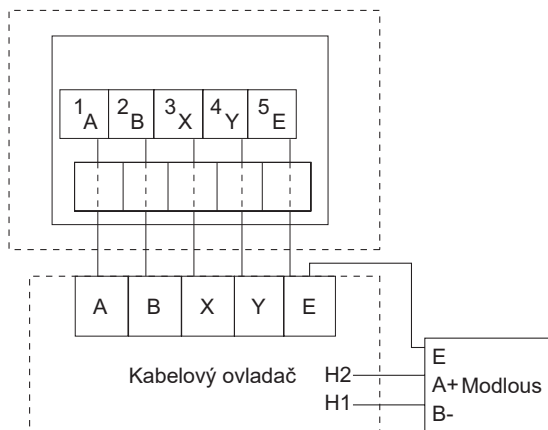 1A 2B 3X 4Y 5E
A B X Y E
Kabelový ovladač
H2
H1
E
A+ Modlous
B-